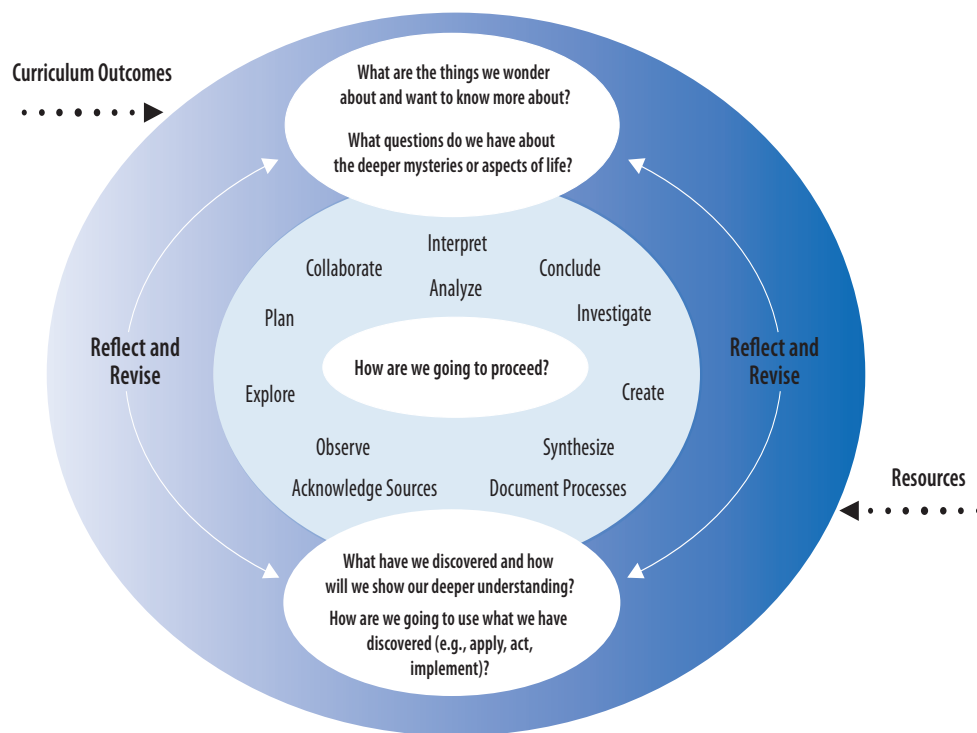 Curriculum Outcomes
What are the things we wonder
about and want to know more about?
What questions do we have about
the deeper mysteries or aspects of life?
Interpret
Collaborate
Conclude
Analyze
Plan
Investigate
Reflect and
Revise
How are we going to proceed?
Reflect and
Revise
Explore
Create
Observe
Synthesize
Acknowledge Sources
Document Processes
Resources
What have we discovered and how
will we show our deeper understanding?
How are we going to use what we have
discovered (e.g., apply, act,
implement)?